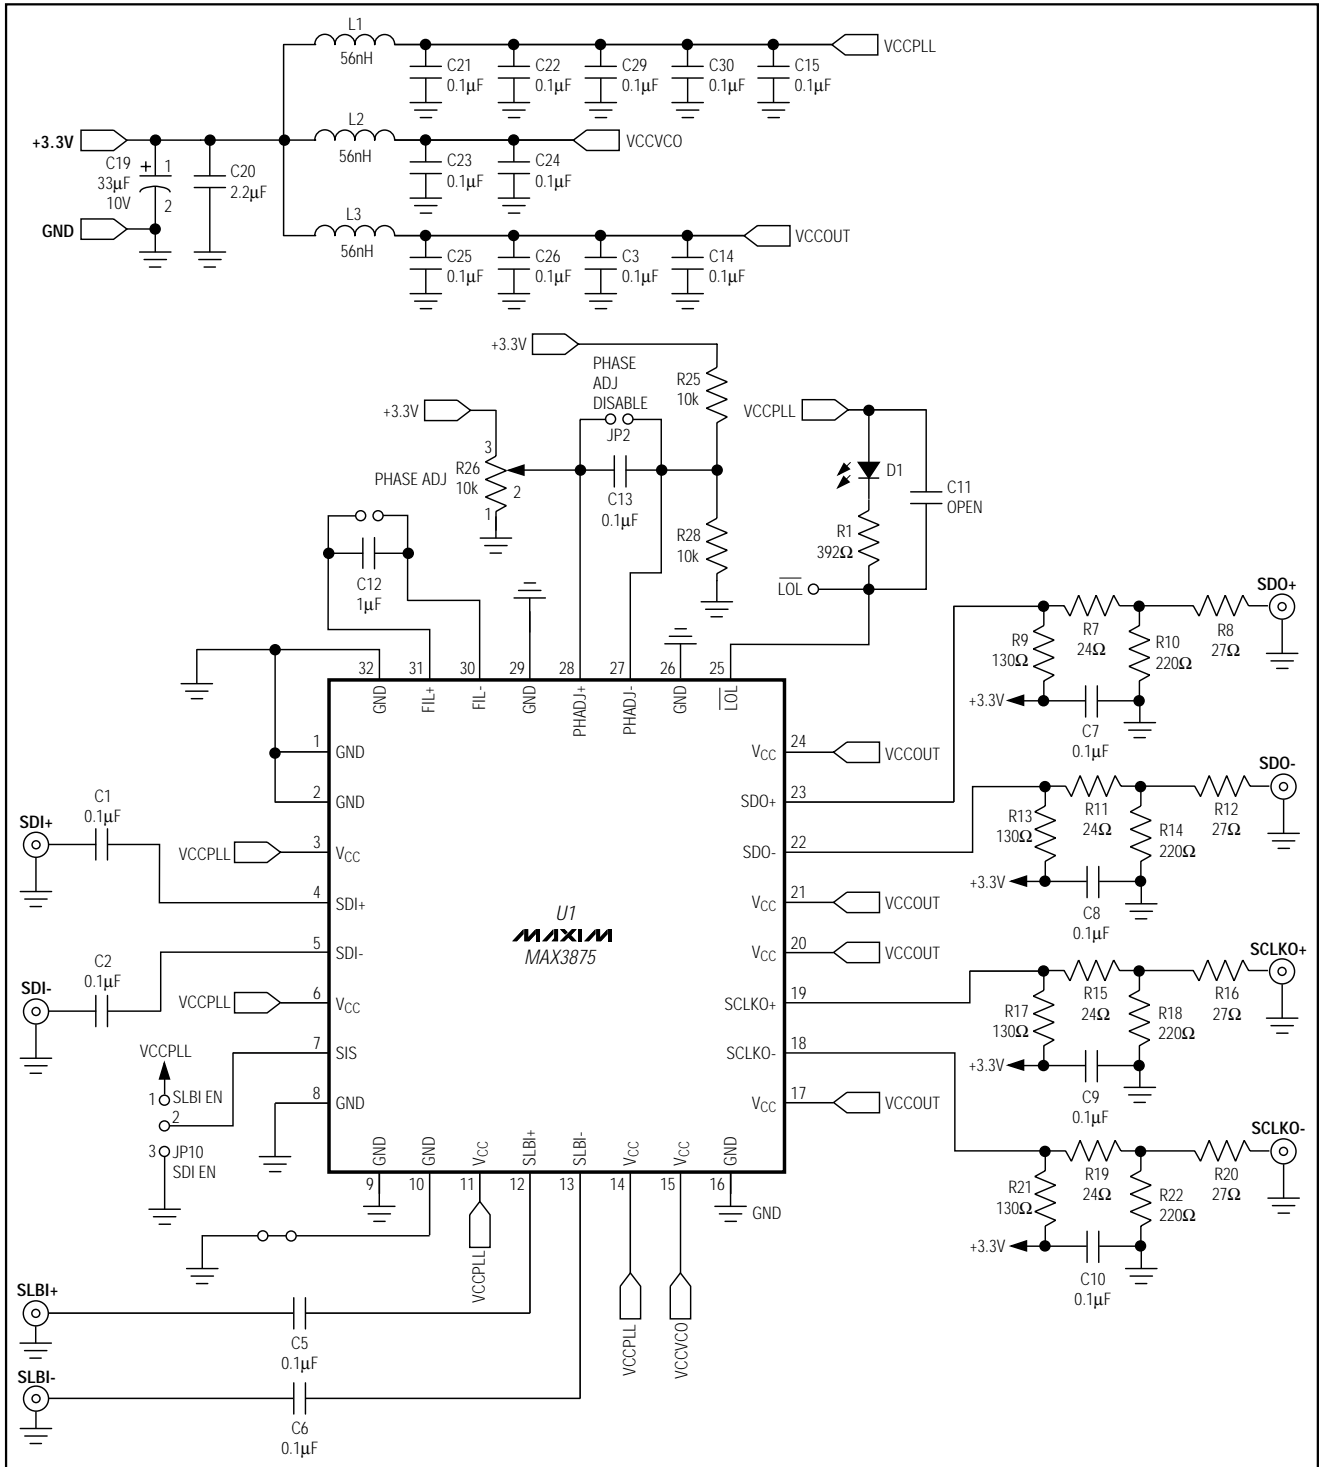 L1
56nH
C21
0.1µF
C22
0.1µF
C29
0.1µF
C30
0.1µF
C15
0.1µF
VCCPLL
+3.3V
C19
33µF
10V
+
1
2
C20
2.2µF
GND
L2
56nH
C23
0.1µF
C24
0.1µF
VCCVCO
L3
56nH
C25
0.1µF
C26
0.1µF
C3
0.1µF
C14
0.1µF
VCCOUT
+3.3V
PHASE
ADJ
DISABLE
JP2
R25
10k
+3.3V
3
PHASE ADJ
R26
10k
2
1
C13
0.1µF
R28
10k
VCCPLL
D1
C11
OPEN
R1
392Ω
LOL
C12
1µF
32
31
30
29
28
27
26
25
GND
FIL+
FIL-
GND
PHADJ+
PHADJ-
GND
LOL
1
GND
2
GND
VCCPLL
3
VCC
4
SDI+
5
SDI-
VCCPLL
6
VCC
7
SIS
8
GND
SDI+
C1
0.1µF
SDI-
C2
0.1µF
VCCPLL
1
SLBI EN
2
3
JP10
SDI EN
U1
MAXIM
MAX3875
VCC
24
VCCOUT
SDO+
23
SDO-
22
VCC
21
VCCOUT
VCC
20
VCCOUT
SCLKO+
19
SCLKO-
18
VCC
17
VCCOUT
GND
GND
VCC
SLBI+
SLBI-
VCC
VCC
GND
9
10
11
12
13
14
15
16
GND
VCCPLL
VCCPLL
VCCVCO
SLBI+
C5
0.1µF
SLBI-
C6
0.1µF
SDO+
R7
24Ω
R8
27Ω
R9
130Ω
R10
220Ω
+3.3V
C7
0.1µF
SDO-
R11
24Ω
R12
27Ω
R13
130Ω
R14
220Ω
+3.3V
C8
0.1µF
SCLKO+
R15
24Ω
R16
27Ω
R17
130Ω
R18
220Ω
+3.3V
C9
0.1µF
SCLKO-
R19
24Ω
R20
27Ω
R21
130Ω
R22
220Ω
+3.3V
C10
0.1µF